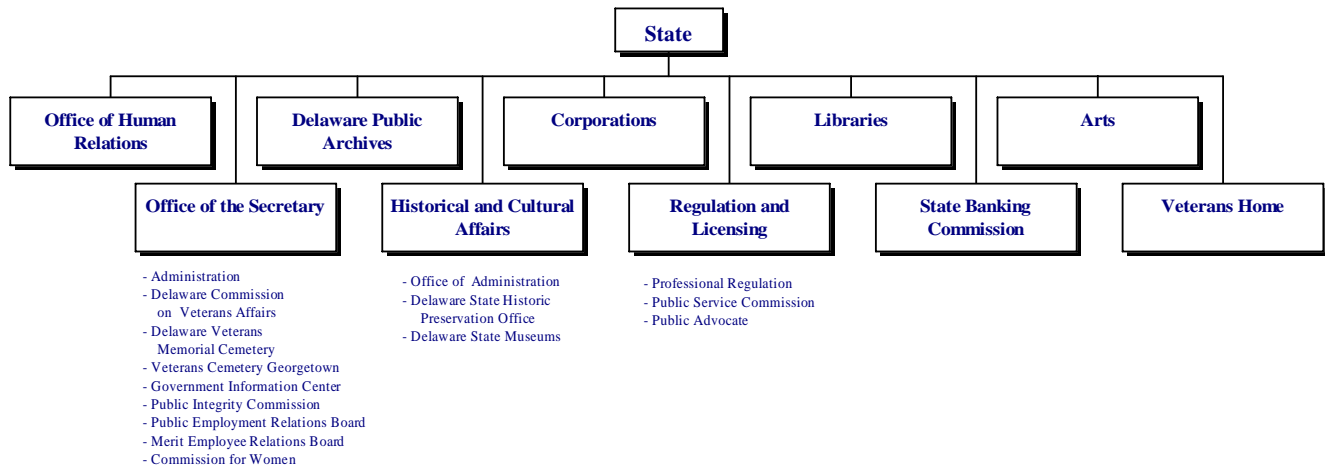 State
Office of Human
Relations
Delaware Public
Archives
Corporations
Libraries
Arts
Office of the Secretary
Historical and Cultural
Affairs
Regulation and
Licensing
State Banking
Commission
Veterans Home
- Administration
- Delaware Commission
on Veterans Affairs
- Delaware Veterans
Memorial Cemetery
- Veterans Cemetery Georgetown
- Government Information Center
- Public Integrity Commission
- Public Employment Relations Board
- Merit Employee Relations Board
- Commission for Women
- Office of Administration
- Delaware State Historic
Preservation Office
- Delaware State Museums
- Professional Regulation
- Public Service Commission
- Public Advocate